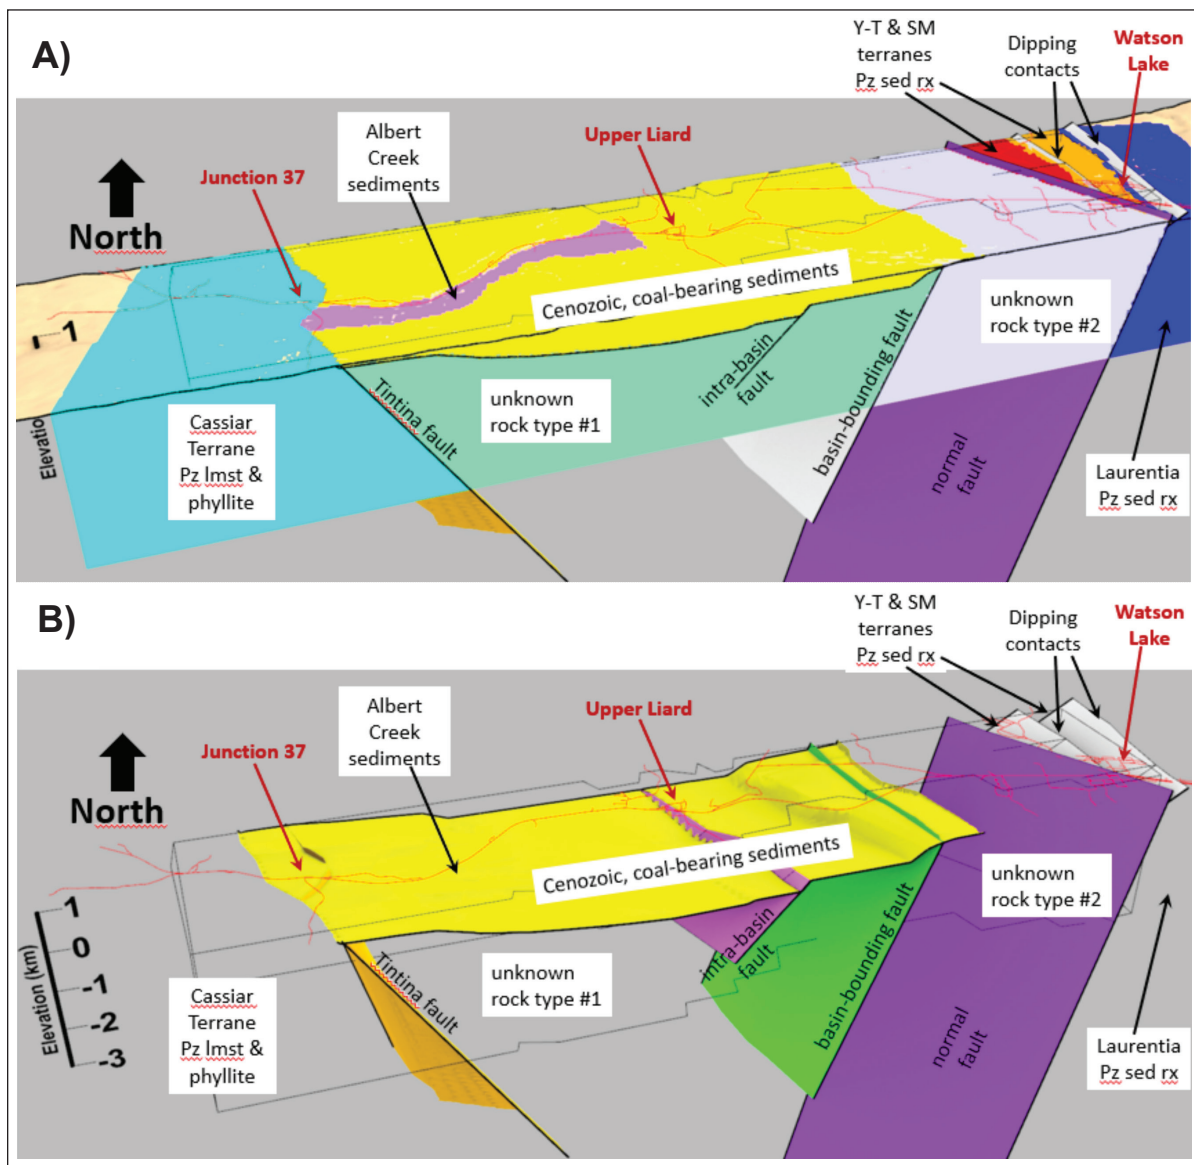 A)
Y-T & SM
terranes
Pz sed rx
Dipping
contacts
Watson
Lake
Albert
Creek
sediments
Upper Liard
Junction 37
North
Cenozoic, coal-bearing sediments
1
Elevation
Tintina fault
unknown
rock type #1
intra-basin
fault
basin-bounding fault
unknown
rock type #2
Cassiar
Terrane
Pz lmst &
phyllite
normal
fault
Laurentia
Pz sed rx
B)
Y-T & SM
terranes
Pz sed rx
Dipping
contacts
Watson
Lake
Albert
Creek
sediments
Upper Liard
Junction 37
North
Cenozoic, coal-bearing sediments
1
0
-1
-2
-3
Elevation (km)
Tintina fault
unknown
rock type #1
intra-basin
fault
basin-bounding fault
unknown
rock type #2
Cassiar
Terrane
Pz lmst &
phyllite
normal
fault
Laurentia
Pz sed rx